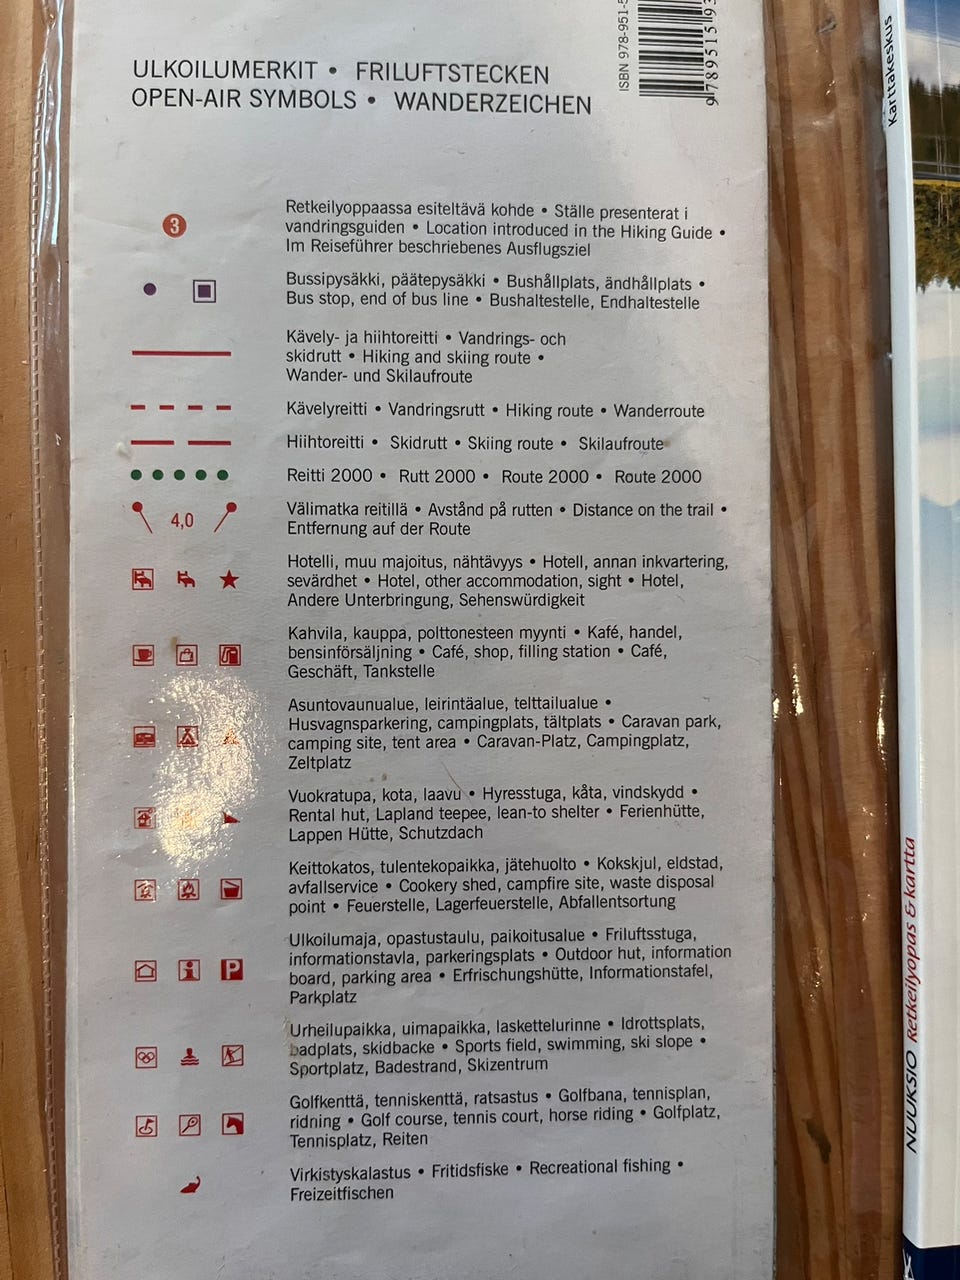 ISBN 978-951-5
9 789515 193
ULKOILUMERKIT • FRILUFTSTECKEN
OPEN-AIR SYMBOLS • WANDERZEICHEN
3
Retkeilyoppaassa esiteltävä kohde • Ställe presenterat i
vandringsguiden • Location introduced in the Hiking Guide •
Im Reiseführer beschriebenes Ausflugsziel
Bussipysäkki, päätepysäkki • Bushållplats, ändhållplats •
Bus stop, end of bus line • Bushaltestelle, Endhaltestelle
Kävely- ja hiihtoreitti • Vandrings- och
skidrutt • Hiking and skiing route •
Wander- und Skilaufroute
Kävelyreitti • Vandringsrutt • Hiking route • Wanderroute
Hiihtoreitti • Skidrutt • Skiing route • Skilaufroute
Reitti 2000 • Rutt 2000 • Route 2000 • Route 2000
4,0
Välimatka reitillä • Avstånd på rutten • Distance on the trail •
Entfernung auf der Route
Hotelli, muu majoitus, nähtävyys • Hotell, annan inkvartering,
sevärdhet • Hotel, other accommodation, sight • Hotel,
Andere Unterbringung, Sehenswürdigkeit
Kahvila, kauppa, polttonesteen myynti • Kafé, handel,
bensinförsäljning • Café, shop, filling station • Café,
Geschäft, Tankstelle
Asuntovaunualue, leirintäalue, telttailualue •
Husvagnsparkering, campingplats, tältplats • Caravan park,
camping site, tent area • Caravan-Platz, Campingplatz,
Zeltplatz
Vuokratupa, kota, laavu • Hyresstuga, kåta, vindskydd •
Rental hut, Lapland teepee, lean-to shelter • Ferienhütte,
Lappen Hütte, Schutzdach
Keittokatos, tulentekopaikka, jätehuolto • Kokskjul, eldstad,
avfallservice • Cookery shed, campfire site, waste disposal
point • Feuerstelle, Lagerfeuerstelle, Abfallentsortung
i P
Ulkoilumaja, opastustaulu, paikoitusalue • Friluftsstuga,
informationstavla, parkeringsplats • Outdoor hut, information
board, parking area • Erfrischungshütte, Informationstafel,
Parkplatz
Urheilupaikka, uimapaikka, laskettelurinne • Idrottsplats,
badplats, skidbacke • Sports field, swimming, ski slope •
Sportplatz, Badestrand, Skizentrum
Golfkenttä, tenniskenttä, ratsastus • Golfbana, tennisplan,
ridning • Golf course, tennis court, horse riding • Golfplatz,
Tennisplatz, Reiten
Virkistyskalastus • Fritidsfiske • Recreational fishing •
Freizeitfischen
Karttakeskus
NUUKSIO Retkeilyopas & kartta